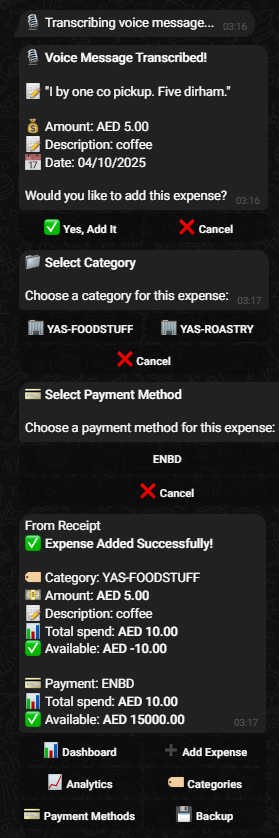 🎙️ Transcribing voice message... 03:16
🎙️ Voice Message Transcribed!
📝 "I by one co pickup. Five dirham."
💰 Amount: AED 5.00
📝 Description: coffee
📅 Date: 04/10/2025
Would you like to add this expense? 03:16
✅ Yes, Add It ❌ Cancel
📁 Select Category
Choose a category for this expense: 03:17
🏢 YAS-FOODSTUFF 🏢 YAS-ROASTRY
❌ Cancel
💳 Select Payment Method
Choose a payment method for this expense:
ENBD
❌ Cancel
From Receipt
✅ Expense Added Successfully!
🏷️ Category: YAS-FOODSTUFF
💵 Amount: AED 5.00
📝 Description: coffee
📊 Total spend: AED 10.00
✅ Available: AED -10.00
💳 Payment: ENBD
📊 Total spend: AED 10.00
✅ Available: AED 15000.00 03:17
📊 Dashboard ➕ Add Expense
📈 Analytics 🏷️ Categories
💳 Payment Methods 💾 Backup